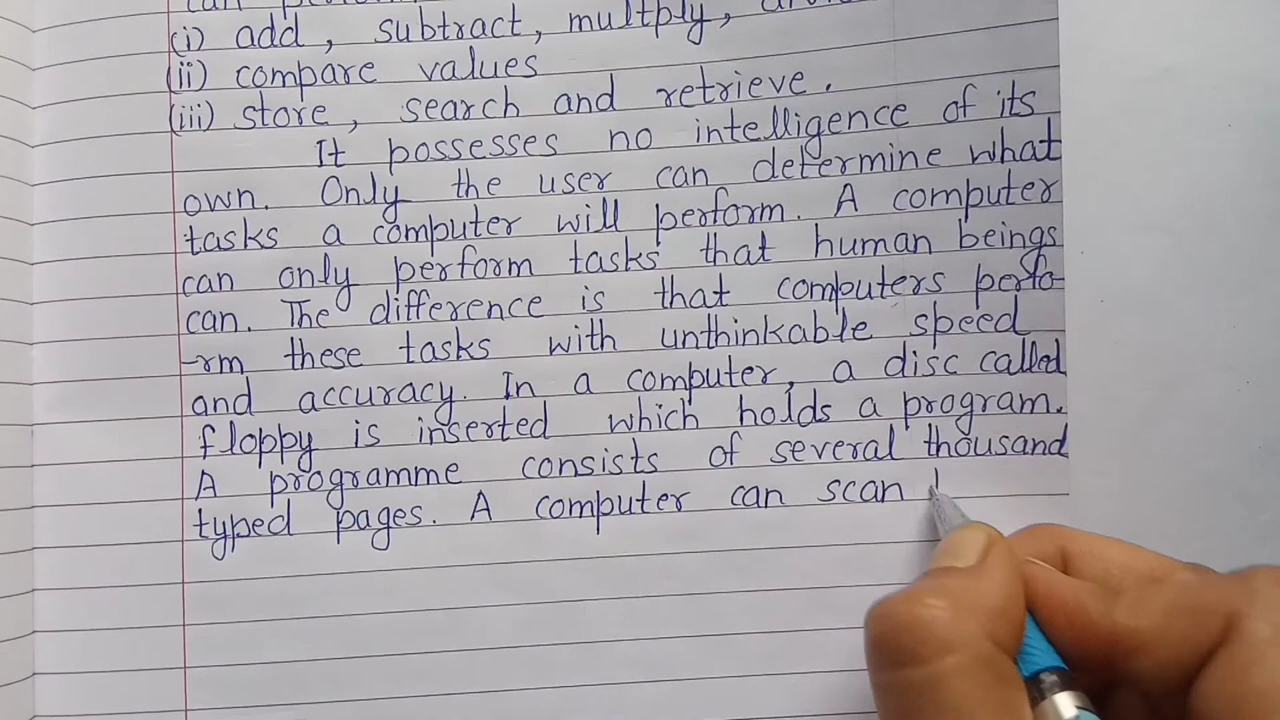 can
(i) add, subtract, multply,
(ii) compare values
(iii) store, search and retrieve.
It possesses no intelligence of its
own. Only the user can determine what
tasks a computer will perform. A computer
can only perform tasks that human beings
can. The difference is that computers perfo-
-rm these tasks with unthinkable speed
and accuracy. In a computer, a disc called
floppy is inserted which holds a program.
A programme consists of several thousand
typed pages. A computer can scan